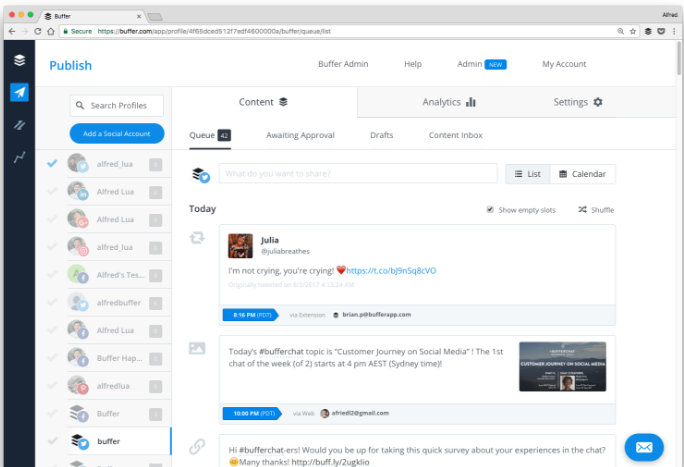 Buffer
Alfred
Secure https://buffer.com/app/profile/4f65dced512f7edf4600000a/buffer/queue/list
Publish
Buffer Admin Help Admin NEW My Account
Search Profiles
Content Analytics Settings
Add a Social Account
Queue 42 Awaiting Approval Drafts Content Inbox
alfred_lua
What do you want to share? List Calendar
Alfred Lua
Today Show empty slots Shuffle
Alfred Lua
alfred_lua
Julia
@juliabreathes
I'm not crying, you're crying! ❤️https://t.co/bJ9nSq8cVO
Originally tweeted on 8/2/2017 4:13:24 AM
Alfred's Tes...
alfredbuffer
8:16 PM (PDT) via Extension brian.p@bufferapp.com
Alfred Lua
Buffer Hap...
Today's #bufferchat topic is "Customer Journey on Social Media" ! The 1st
chat of the week (of 2) starts at 4 pm AEST (Sydney time)!
#BUFFERCHAT
CUSTOMER JOURNEY ON SOCIAL MEDIA
alfredlua
Buffer
10:00 PM (PDT) via Web afriedl2@gmail.com
buffer
Hi #bufferchat-ers! Would you be up for taking this quick survey about your experiences in the chat?
😊Many thanks! http://buff.ly/2ugklio
Buffer